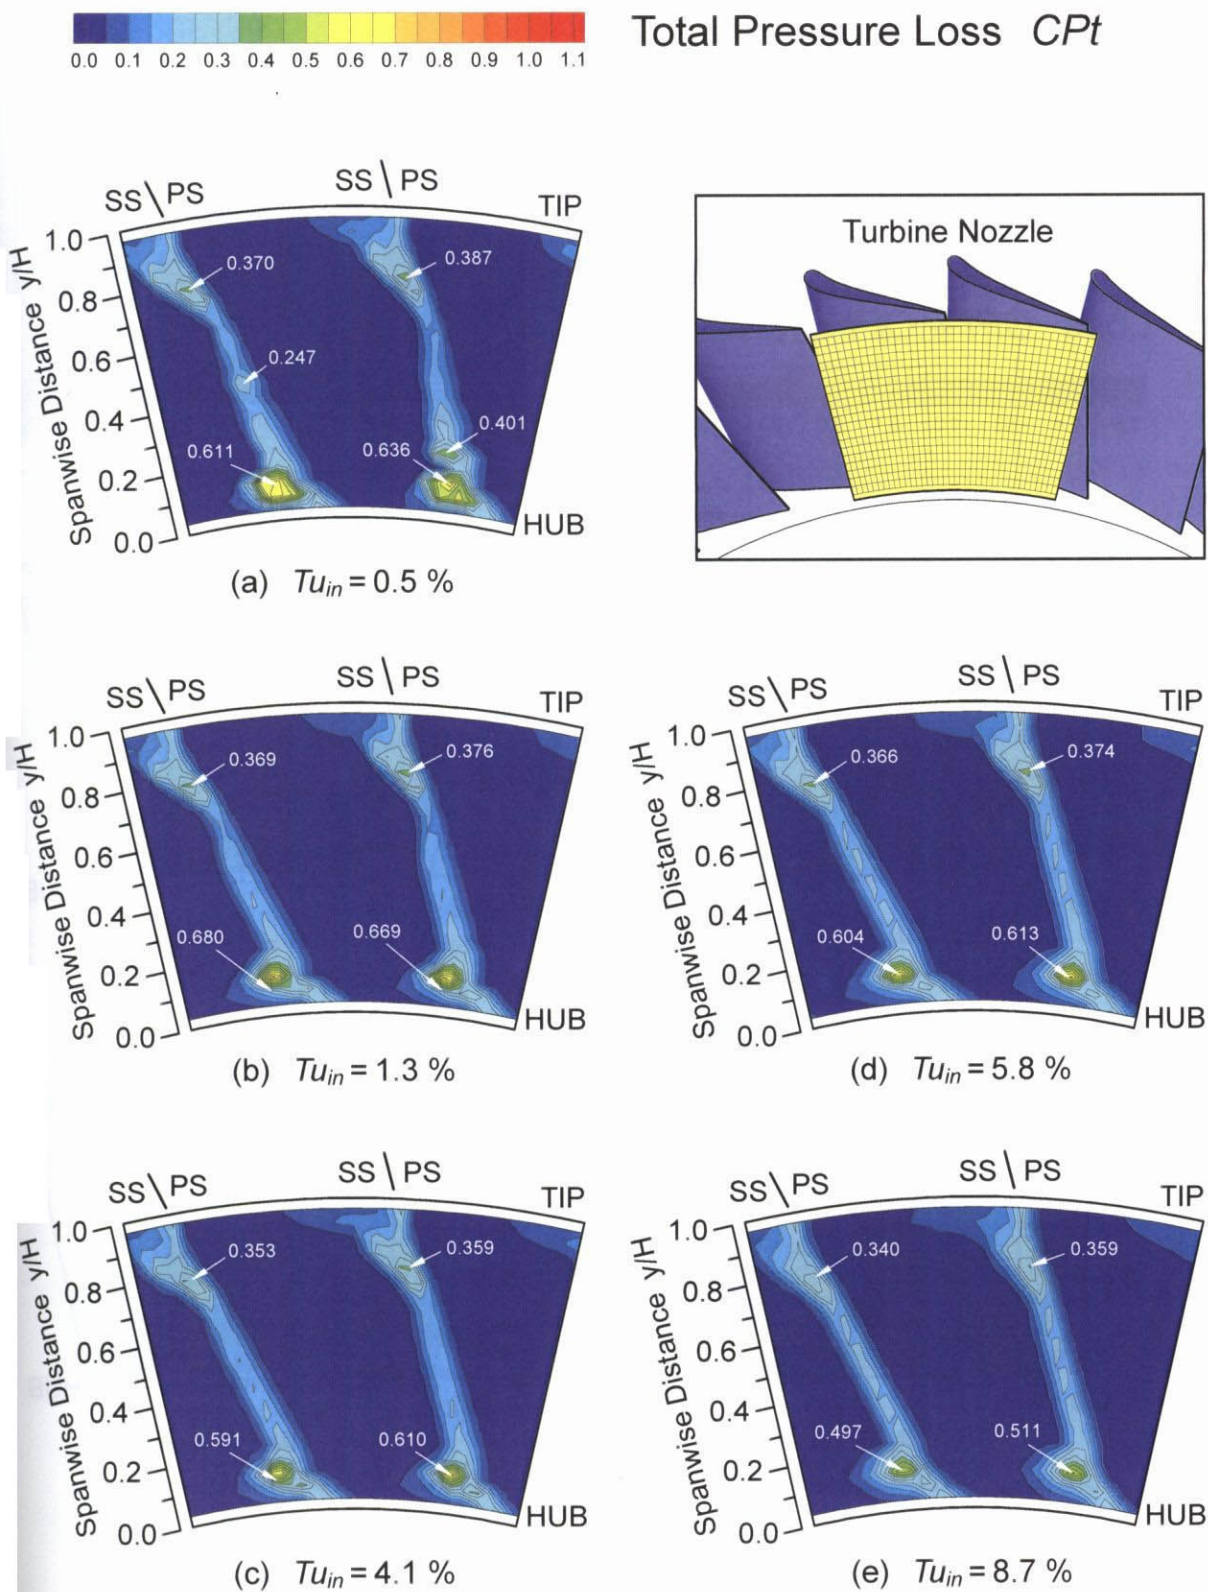 Total Pressure Loss CPt
0.0 0.1 0.2 0.3 0.4 0.5 0.6 0.7 0.8 0.9 1.0 1.1
SS \ PS
SS \ PS
TIP
1.0
0.8
0.6
0.4
0.2
0.0
Spanwise Distance y/H
0.370
0.387
0.247
0.401
0.611
0.636
HUB
(a) Tuin = 0.5 %
Turbine Nozzle
SS \ PS
SS \ PS
TIP
1.0
0.8
0.6
0.4
0.2
0.0
Spanwise Distance y/H
0.369
0.376
0.680
0.669
HUB
(b) Tuin = 1.3 %
SS \ PS
SS \ PS
TIP
1.0
0.8
0.6
0.4
0.2
0.0
Spanwise Distance y/H
0.366
0.374
0.604
0.613
HUB
(d) Tuin = 5.8 %
SS \ PS
SS \ PS
TIP
1.0
0.8
0.6
0.4
0.2
0.0
Spanwise Distance y/H
0.353
0.359
0.591
0.610
HUB
(c) Tuin = 4.1 %
SS \ PS
SS \ PS
TIP
1.0
0.8
0.6
0.4
0.2
0.0
Spanwise Distance y/H
0.340
0.359
0.497
0.511
HUB
(e) Tuin = 8.7 %